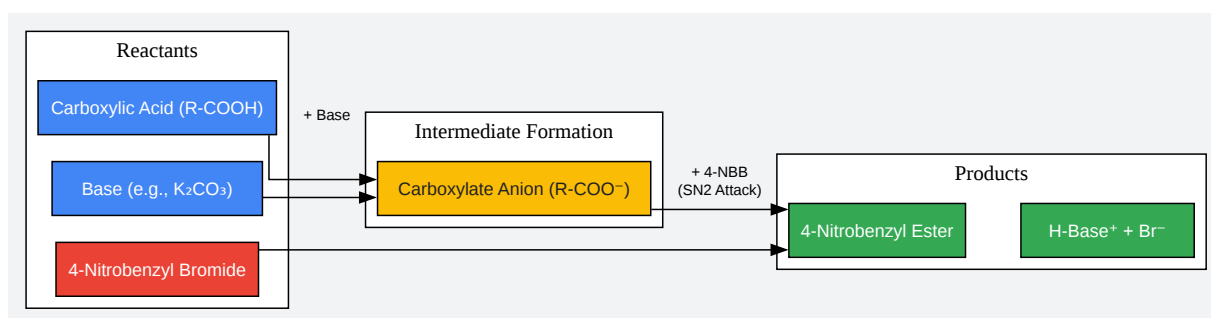 Reactants
Carboxylic Acid (R-COOH)
Base (e.g., K₂CO₃)
4-Nitrobenzyl Bromide
+ Base
Intermediate Formation
Carboxylate Anion (R-COO⁻)
+ 4-NBB
(SN2 Attack)
Products
4-Nitrobenzyl Ester
H-Base⁺ + Br⁻